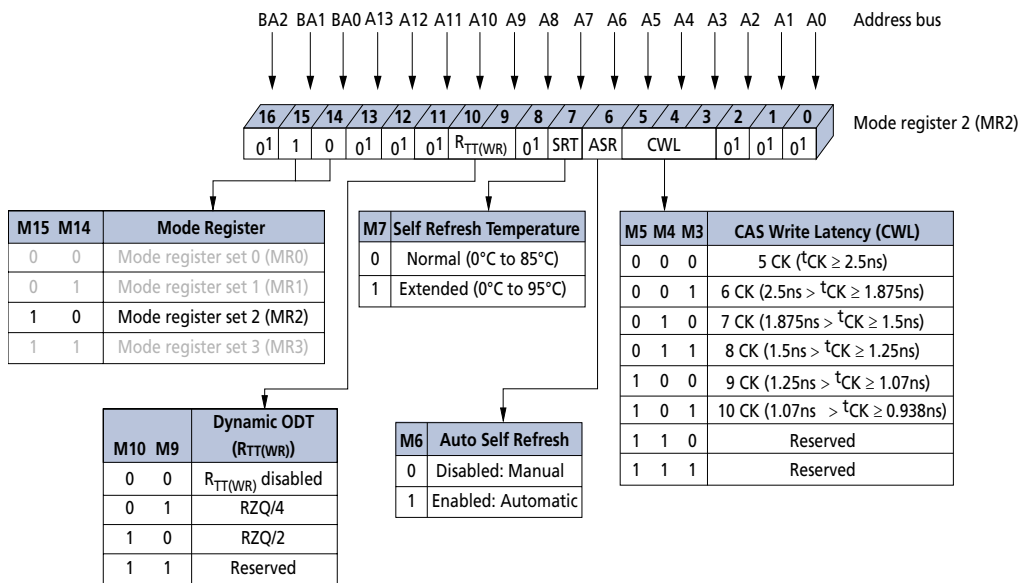 BA2 BA1 BA0 A13 A12 A11 A10 A9 A8 A7 A6 A5 A4 A3 A2 A1 A0 Address bus
16 15 14 13 12 11 10 9 8 7 6 5 4 3 2 1 0
Mode register 2 (MR2)
0¹ 1 0 0¹ 0¹ 0¹ RTT(WR) 0¹ SRT ASR CWL 0¹ 0¹ 0¹
M15 M14 Mode Register
0 0 Mode register set 0 (MR0)
0 1 Mode register set 1 (MR1)
1 0 Mode register set 2 (MR2)
1 1 Mode register set 3 (MR3)
M7 Self Refresh Temperature
0 Normal (0°C to 85°C)
1 Extended (0°C to 95°C)
M5 M4 M3 CAS Write Latency (CWL)
0 0 0 5 CK (tCK ≥ 2.5ns)
0 0 1 6 CK (2.5ns > tCK ≥ 1.875ns)
0 1 0 7 CK (1.875ns > tCK ≥ 1.5ns)
0 1 1 8 CK (1.5ns > tCK ≥ 1.25ns)
1 0 0 9 CK (1.25ns > tCK ≥ 1.07ns)
1 0 1 10 CK (1.07ns > tCK ≥ 0.938ns)
1 1 0 Reserved
1 1 1 Reserved
M10 M9 Dynamic ODT
(RTT(WR))
0 0 RTT(WR) disabled
0 1 RZQ/4
1 0 RZQ/2
1 1 Reserved
M6 Auto Self Refresh
0 Disabled: Manual
1 Enabled: Automatic